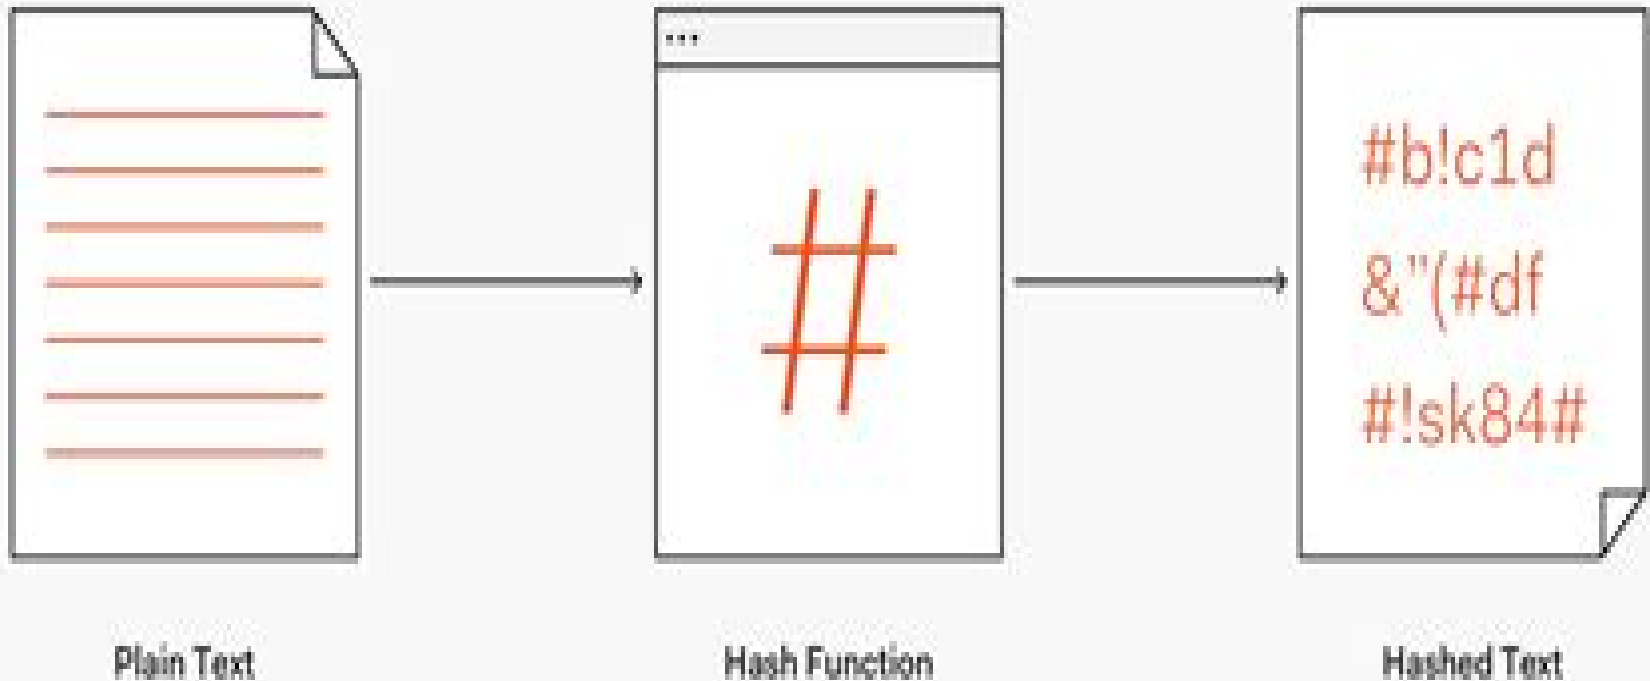 #
#b!c1d
&"(#df
#!sk84#
Plain Text
Hash Function
Hashed Text